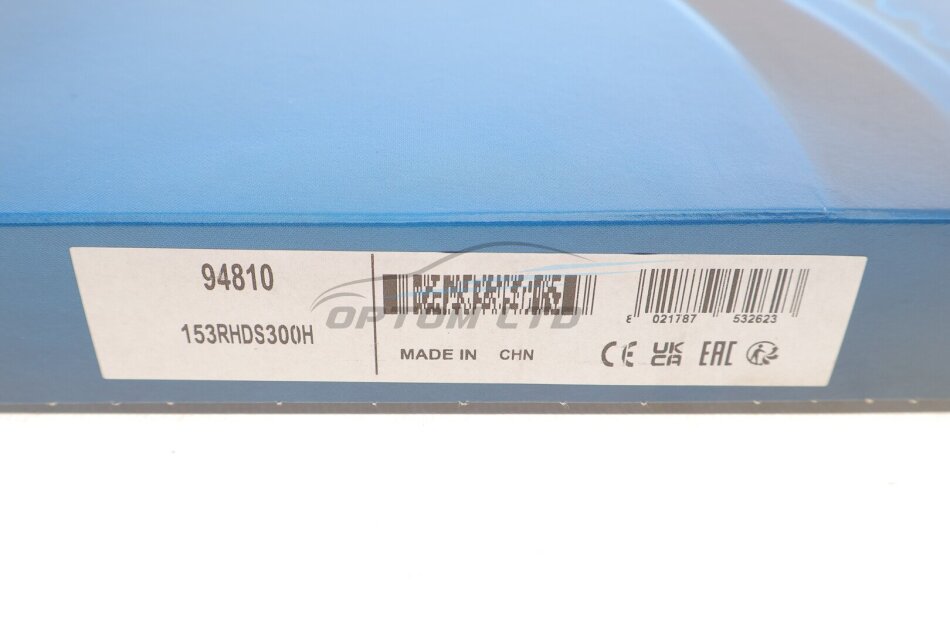 94810
153RHDS300H
OPTOM LTD
MADE IN CHN
8 021787 532623
CE UK CA EAC